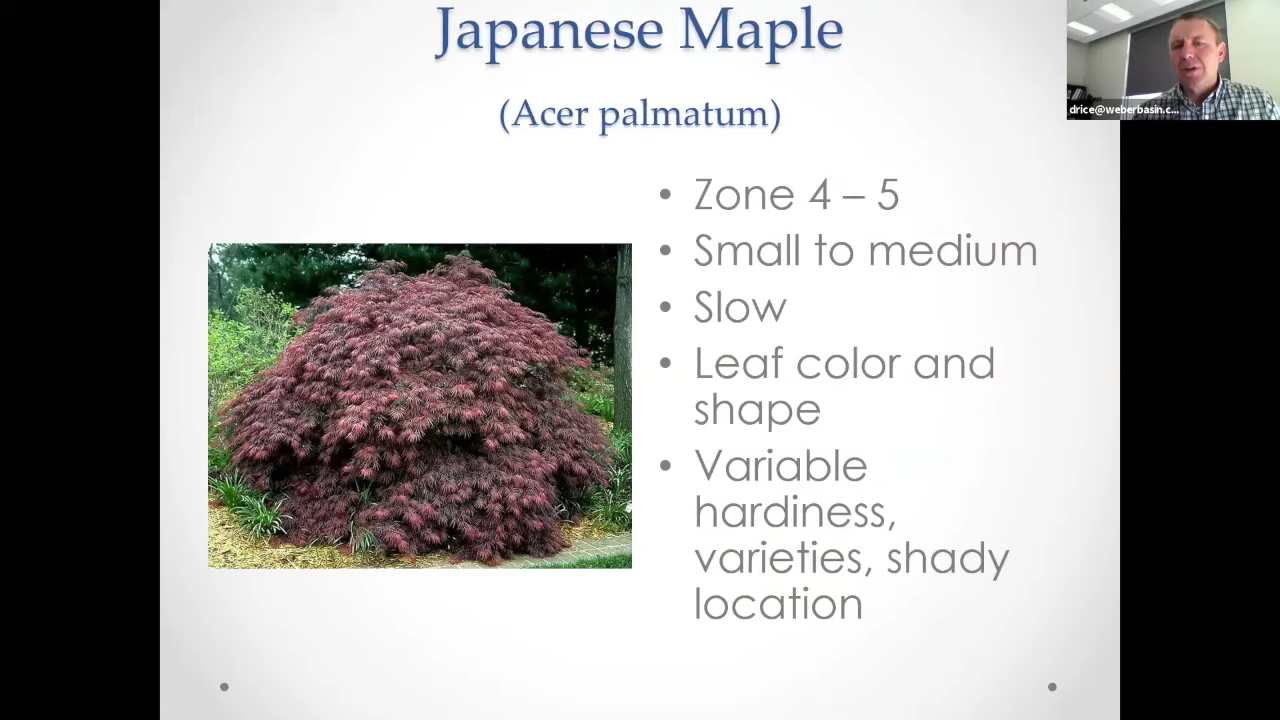 Japanese Maple
(Acer palmatum)
drice@weberbasin.c...
• Zone 4 – 5
• Small to medium
• Slow
• Leaf color and
shape
• Variable
hardiness,
varieties, shady
location